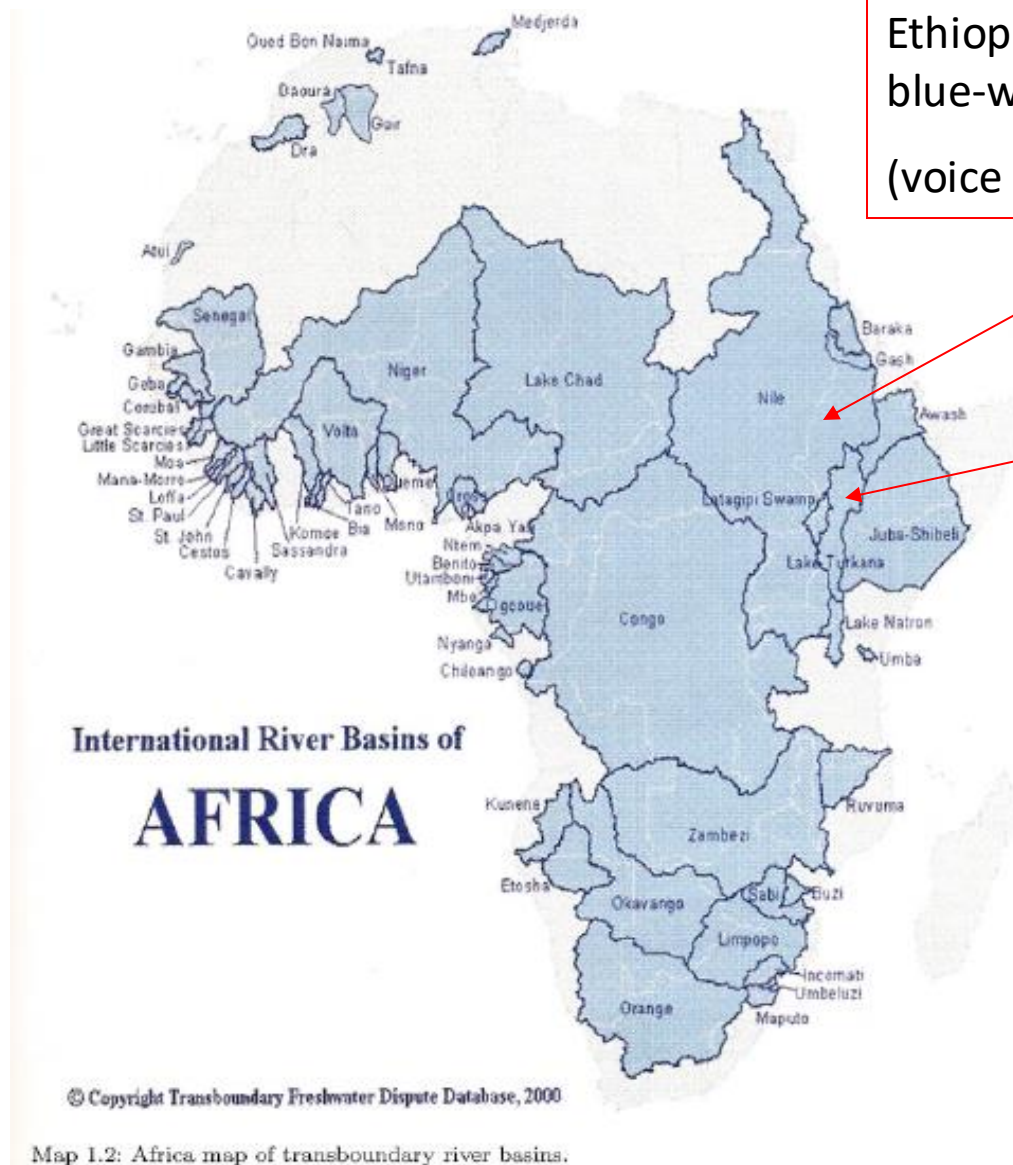 Ethiop
blue-w
(voice
Medjerda
Oued Bon Naima
Tafna
Daoura
Guir
Dra
Atui
Senegal
Gambia
Geba
Corubal
Great Scarcies
Little Scarcies
Moa
Mana-Morro
Loffa
St. Paul
St. John
Cestos
Cavally
Sassandra
Komoe
Bia
Tano
Mono
Volta
Niger
Lake Chad
Nile
Baraka
Gash
Awash
Lotagipi Swamp
Juba-Shibeli
Lake Turkana
Cross
Akpa Ya
Ntem
Benito
Utamboni
Mbe
Ogooue
Nyanga
Chiloango
Congo
Lake Natron
Umba
International River Basins of
AFRICA
Kunene
Etosha
Zambezi
Ruvuma
Okavango
Sabi
Buzi
Limpopo
Incomati
Umbeluzi
Maputo
Orange
© Copyright Transboundary Freshwater Dispute Database, 2000
Map 1.2: Africa map of transboundary river basins.